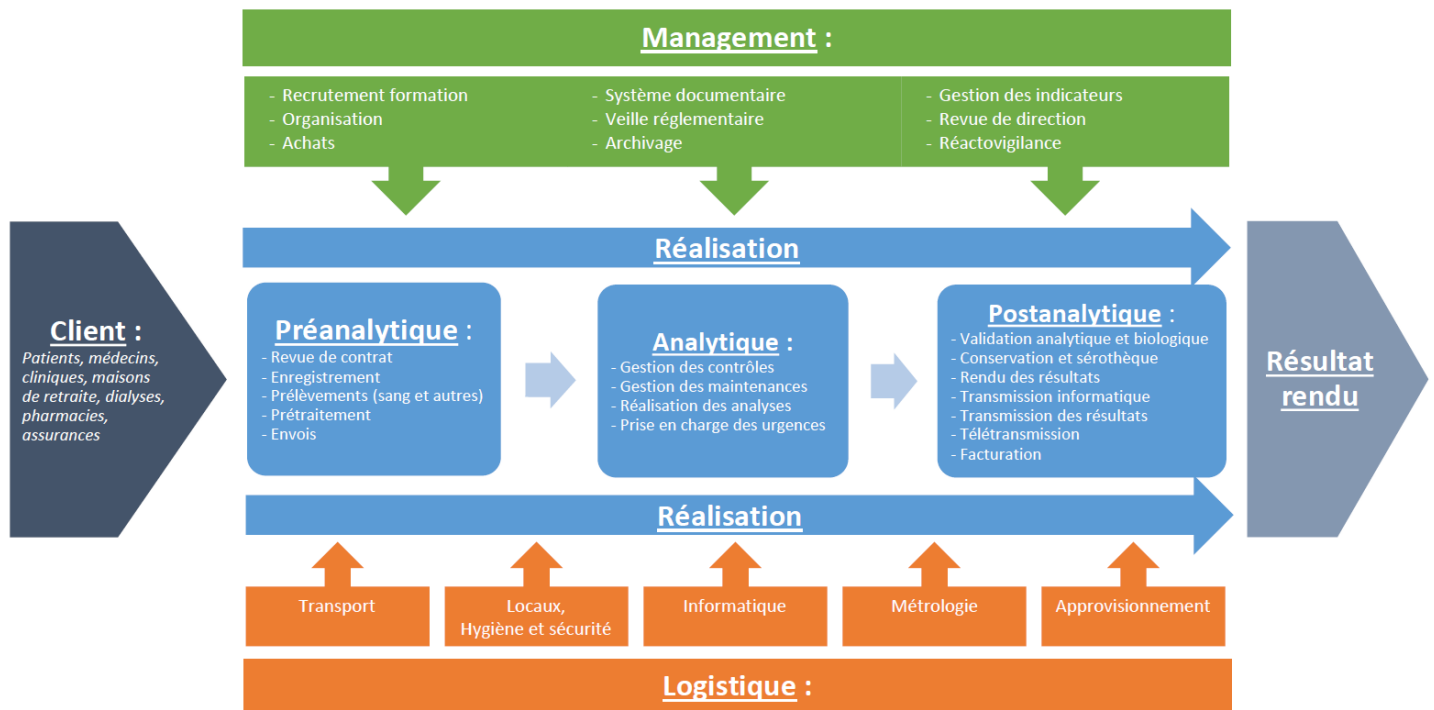 Management :
- Recrutement formation
- Organisation
- Achats
- Système documentaire
- Veille réglementaire
- Archivage
- Gestion des indicateurs
- Revue de direction
- Réactovigilance
Réalisation
Client :
Patients, médecins,
cliniques, maisons
de retraite, dialyses,
pharmacies,
assurances
Préanalytique :
- Revue de contrat
- Enregistrement
- Prélèvements (sang et autres)
- Prétraitement
- Envois
Analytique :
- Gestion des contrôles
- Gestion des maintenances
- Réalisation des analyses
- Prise en charge des urgences
Postanalytique :
- Validation analytique et biologique
- Conservation et sérothèque
- Rendu des résultats
- Transmission informatique
- Transmission des résultats
- Télétransmission
- Facturation
Résultat
rendu
Réalisation
Transport
Locaux,
Hygiène et sécurité
Informatique
Métrologie
Approvisionnement
Logistique :